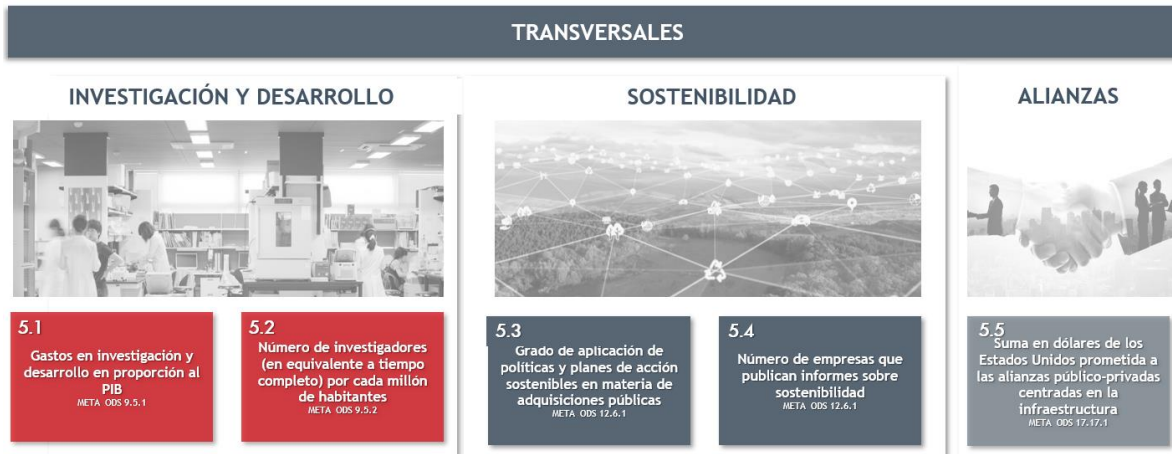 TRANSVERSALES
INVESTIGACIÓN Y DESARROLLO
SOSTENIBILIDAD
ALIANZAS
5.1
Gastos en investigación y
desarrollo en proporción al
PIB
META ODS 9.5.1
5.2
Número de investigadores
(en equivalente a tiempo
completo) por cada millón
de habitantes
META ODS 9.5.2
5.3
Grado de aplicación de
políticas y planes de acción
sostenibles en materia de
adquisiciones públicas
META ODS 12.6.1
5.4
Número de empresas que
publican informes sobre
sostenibilidad
META ODS 12.6.1
5.5
Suma en dólares de los
Estados Unidos prometida a
las alianzas público-privadas
centradas en la
infraestructura
META ODS 17.17.1